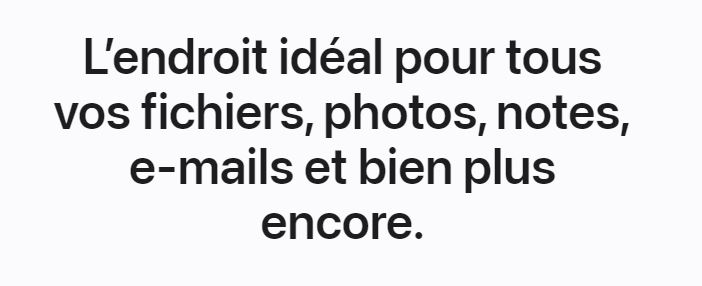 L’endroit idéal pour tous
vos fichiers, photos, notes,
e-mails et bien plus
encore.